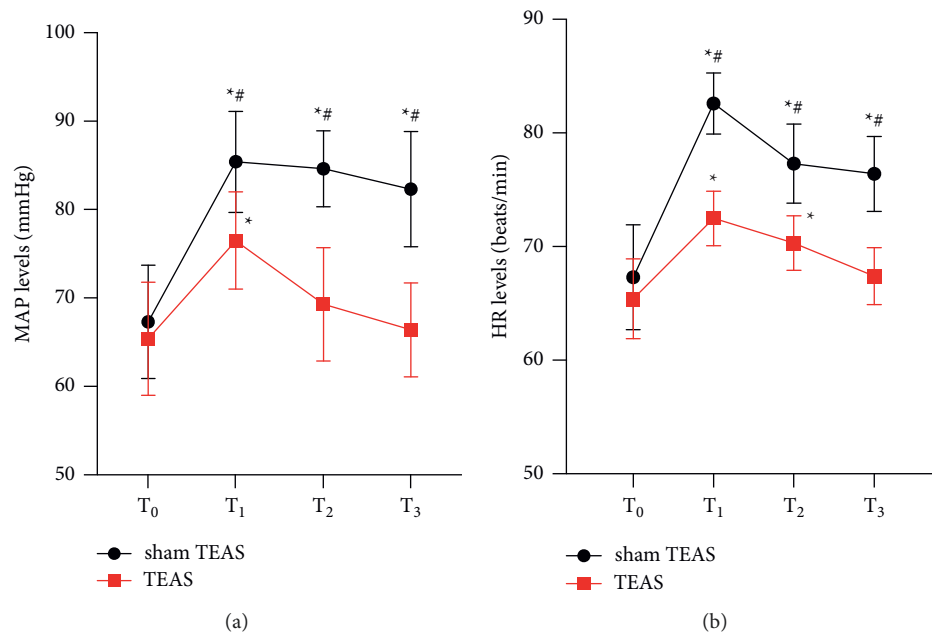 100
90
80
70
60
50
MAP levels (mmHg)
*#
*#
*#
*
T0
T1
T2
T3
sham TEAS
TEAS
(a)
90
80
70
60
50
HR levels (beats/min)
*#
*#
*#
*
*
T0
T1
T2
T3
sham TEAS
TEAS
(b)